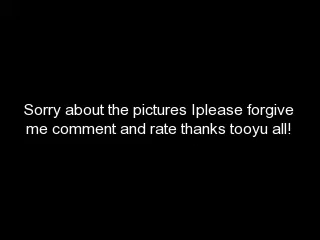 Sorry about the pictures Iplease forgive
me comment and rate thanks tooyu all!